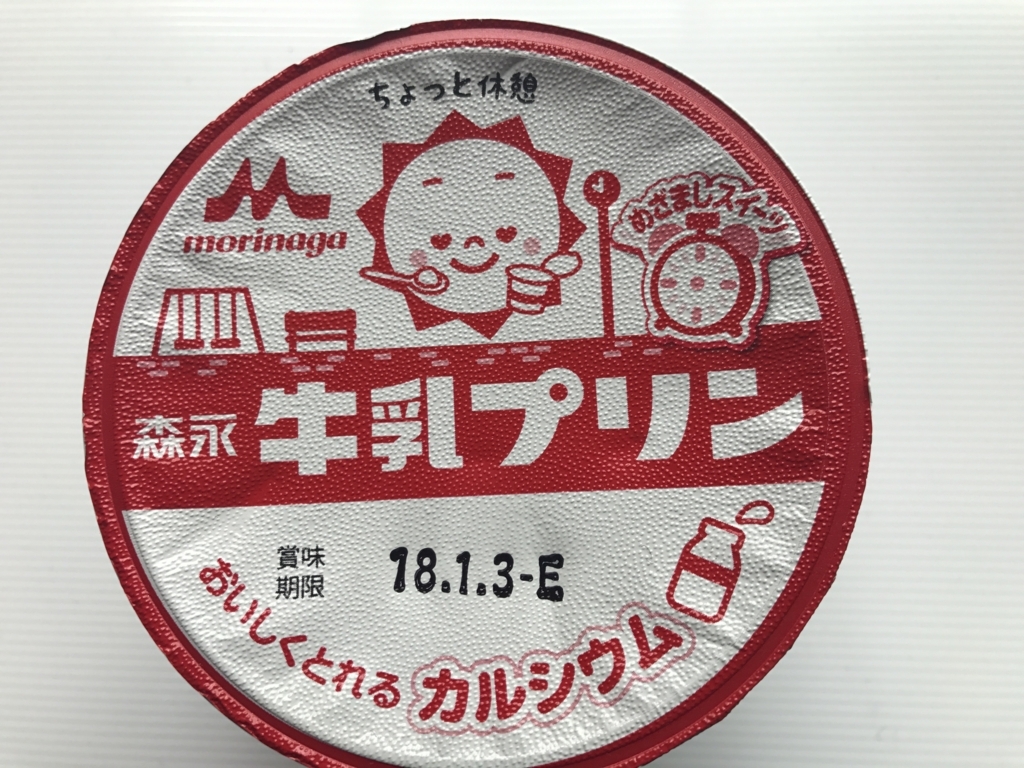 ちょっと休憩
morinaga
めざましスイーツ
森永 牛乳プリン
賞味
期限
18.1.3-E
おいしくとれる
カルシウム